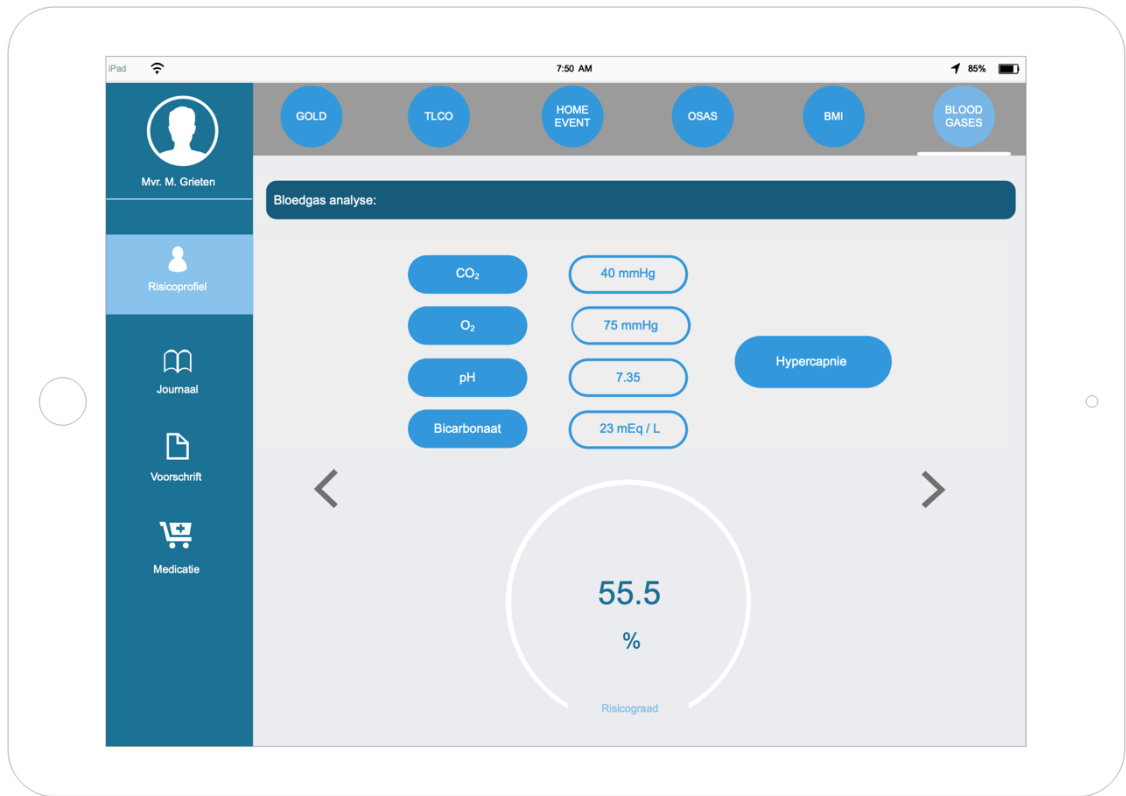 iPad 7:50 AM 85%
GOLD TLCO HOME EVENT OSAS BMI BLOOD GASES
Mvr. M. Grieten
Risicoprofiel
Journaal
Voorschrift
Medicatie
Bloedgas analyse:
CO₂ 40 mmHg
O₂ 75 mmHg
pH 7.35
Bicarbonaat 23 mEq / L
Hypercapnie
55.5
%
Risicograad